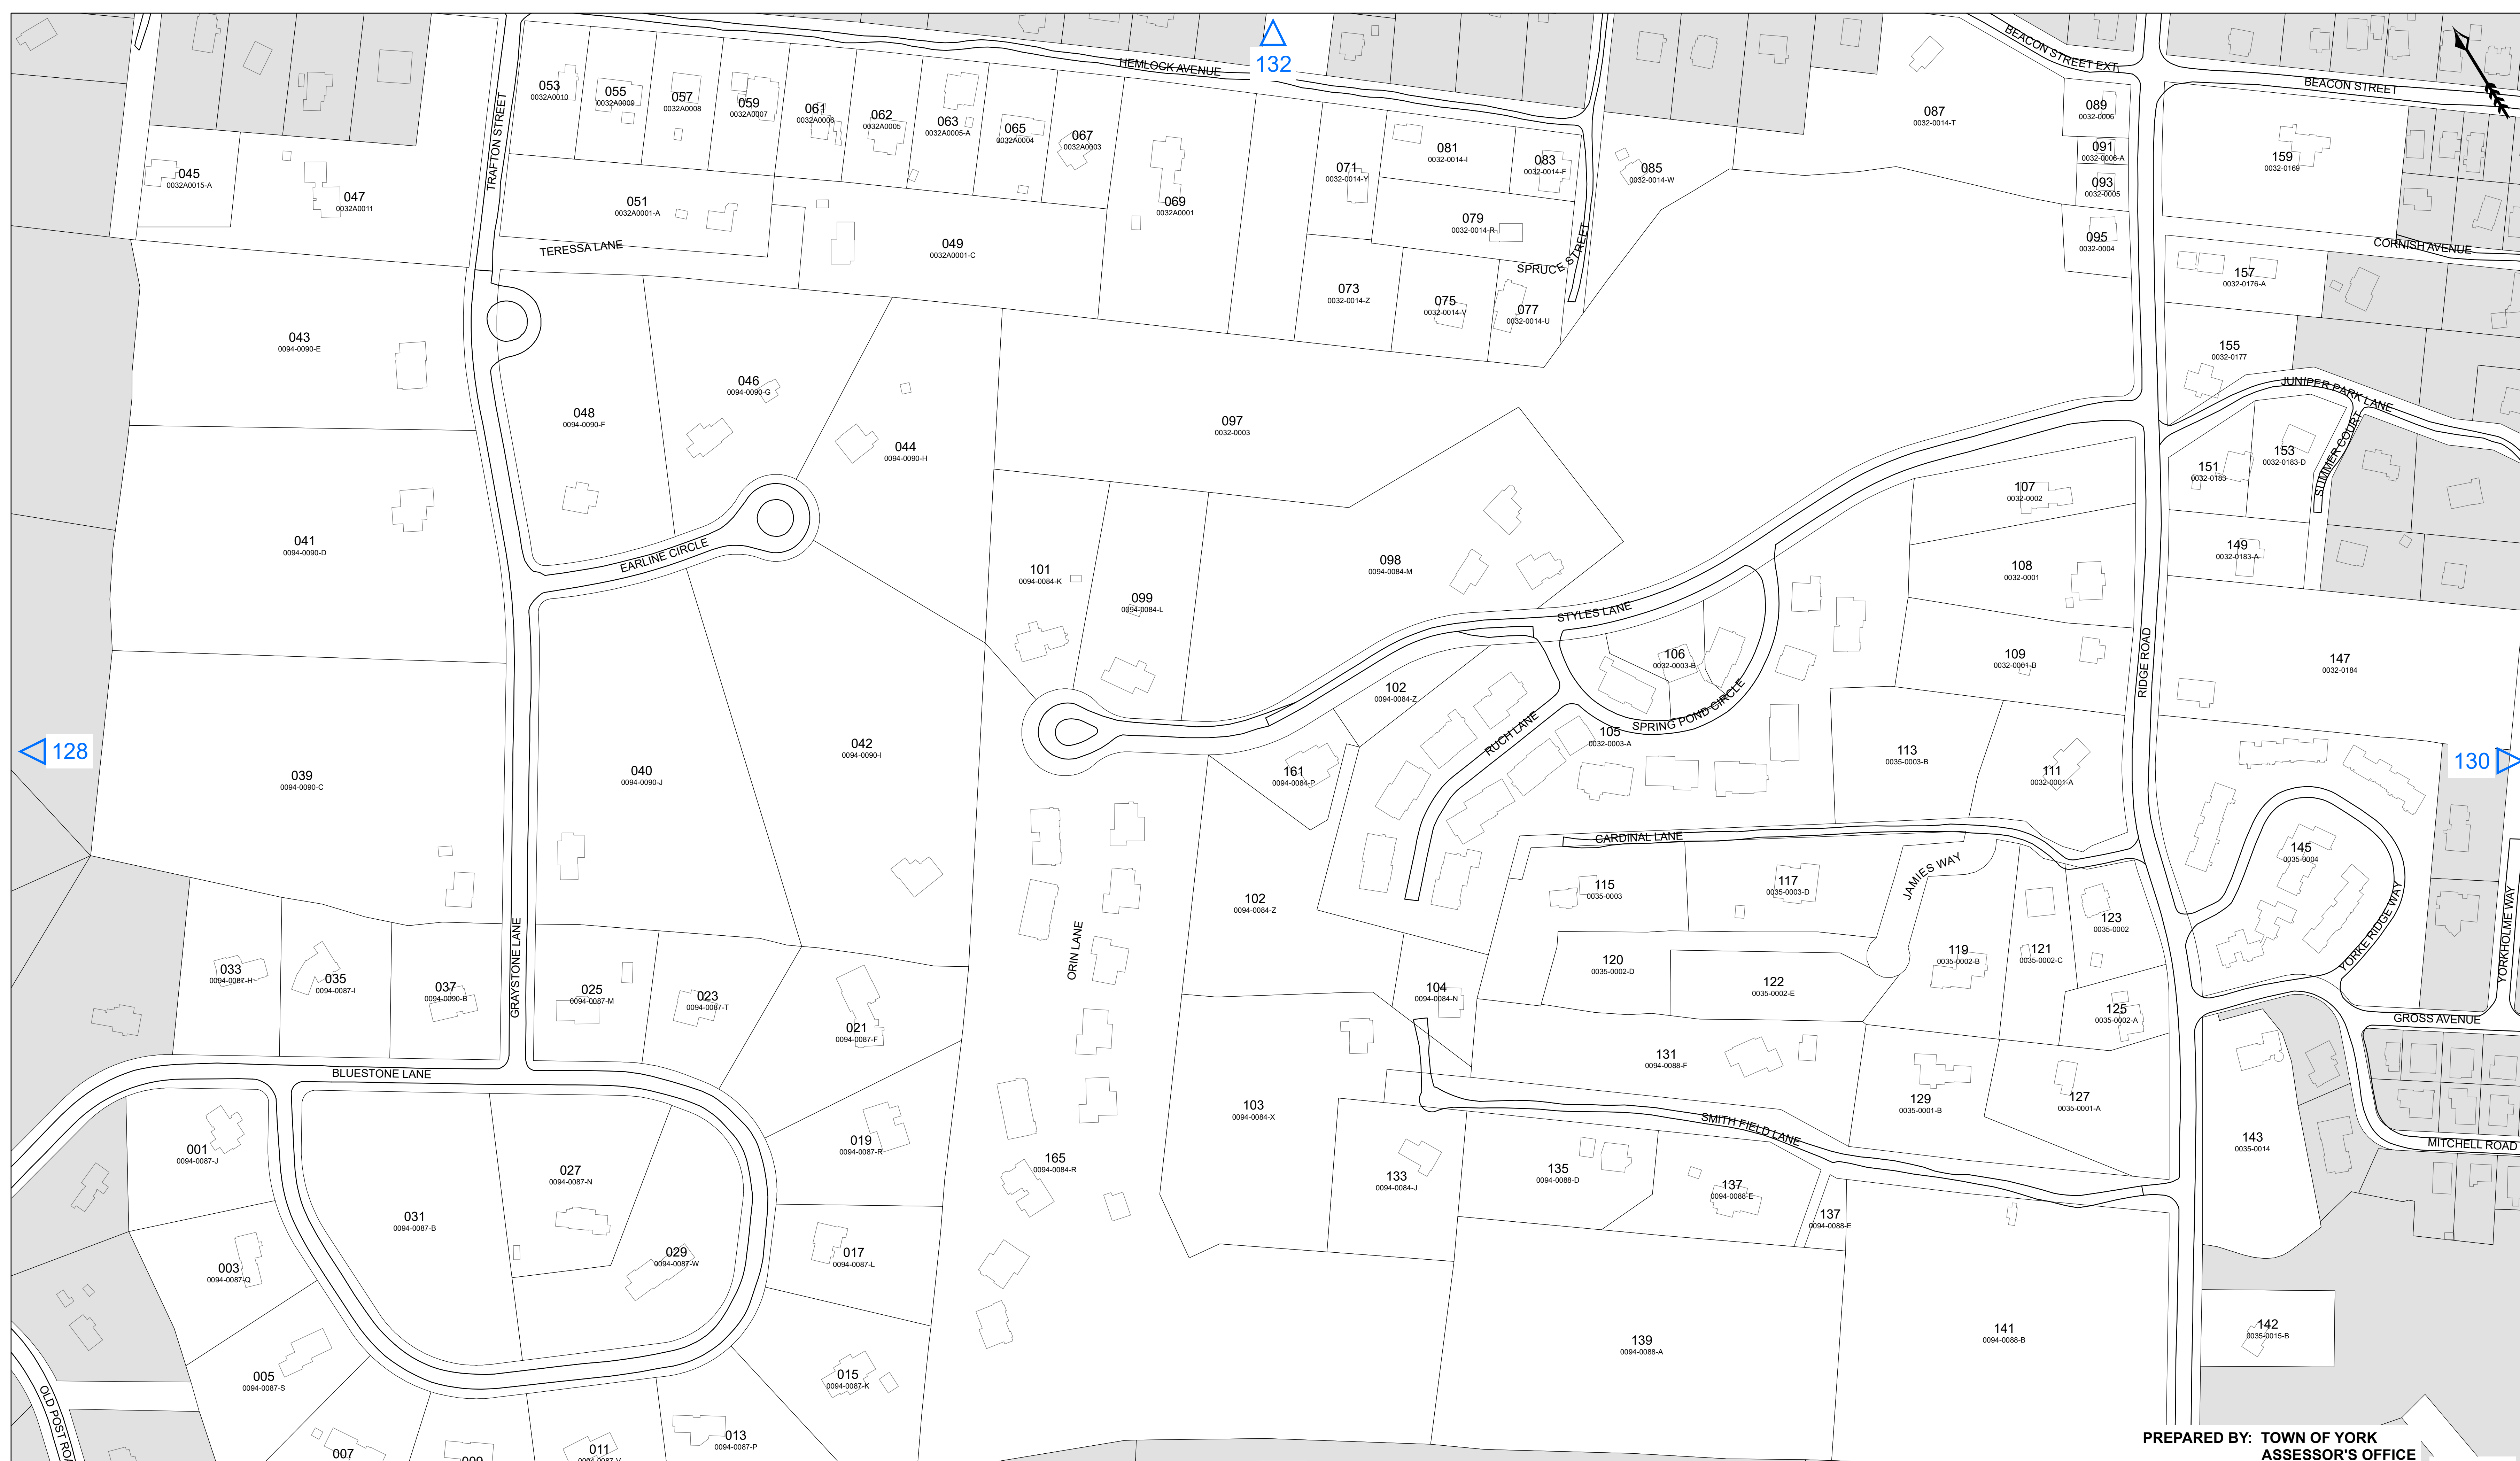 BEACON STREET EXT
132
HEMLOCK AVENUE
BEACON STREET
TRAFTON STREET
053
0032A0010
055
0032A0009
057
0032A0008
059
0032A0007
061
0032A0006
062
0032A0005
063
0032A0005-A
065
0032A0004
067
0032A0003
087
0032-0014-T
089
0032-0006
091
0032-0006-A
093
0032-0005
095
0032-0004
159
0032-0169
045
0032A0015-A
047
0032A0011
051
0032A0001-A
TERESSA LANE
049
0032A0001-C
069
0032A0001
071
0032-0014-Y
081
0032-0014-I
083
0032-0014-F
085
0032-0014-W
079
0032-0014-R
SPRUCE STREET
073
0032-0014-Z
075
0032-0014-V
077
0032-0014-U
CORNISH AVENUE
157
0032-0176-A
155
0032-0177
JUNIPER PARK LANE
SUMMER COURT
153
0032-0183-D
151
0032-0183
149
0032-0183-A
147
0032-0184
043
0094-0090-E
048
0094-0090-F
046
0094-0090-G
044
0094-0090-H
097
0032-0003
041
0094-0090-D
EARLINE CIRCLE
101
0094-0084-K
099
0094-0084-L
098
0094-0084-M
STYLES LANE
107
0032-0002
108
0032-0001
109
0032-0001-B
RIDGE ROAD
106
0032-0003-B
SPRING POND CIRCLE
RUCH LANE
105
0032-0003-A
102
0094-0084-Z
161
0094-0084-P
113
0035-0003-B
111
0032-0001-A
128
130
039
0094-0090-C
040
0094-0090-J
042
0094-0090-I
GRAYSTONE LANE
ORIN LANE
102
0094-0084-Z
CARDINAL LANE
JAMIES WAY
115
0035-0003
117
0035-0003-D
120
0035-0002-D
122
0035-0002-E
119
0035-0002-B
121
0035-0002-C
123
0035-0002
125
0035-0002-A
145
0035-0004
YORKE RIDGE WAY
YORKHOLME WAY
GROSS AVENUE
033
0094-0087-H
035
0094-0087-I
037
0094-0090-B
025
0094-0087-M
023
0094-0087-T
021
0094-0087-F
104
0094-0084-N
131
0094-0088-F
129
0035-0001-B
127
0035-0001-A
BLUESTONE LANE
103
0094-0084-X
SMITH FIELD LANE
143
0035-0014
MITCHELL ROAD
001
0094-0087-J
027
0094-0087-N
019
0094-0087-R
165
0094-0084-R
133
0094-0084-J
135
0094-0088-D
137
0094-0088-E
137
0094-0088-E
031
0094-0087-B
003
0094-0087-Q
029
0094-0087-W
017
0094-0087-L
139
0094-0088-A
141
0094-0088-B
142
0035-0015-B
005
0094-0087-S
015
0094-0087-K
OLD POST ROA
007
011
013
0094-0087-P
PREPARED BY: TOWN OF YORK
ASSESSOR'S OFFICE